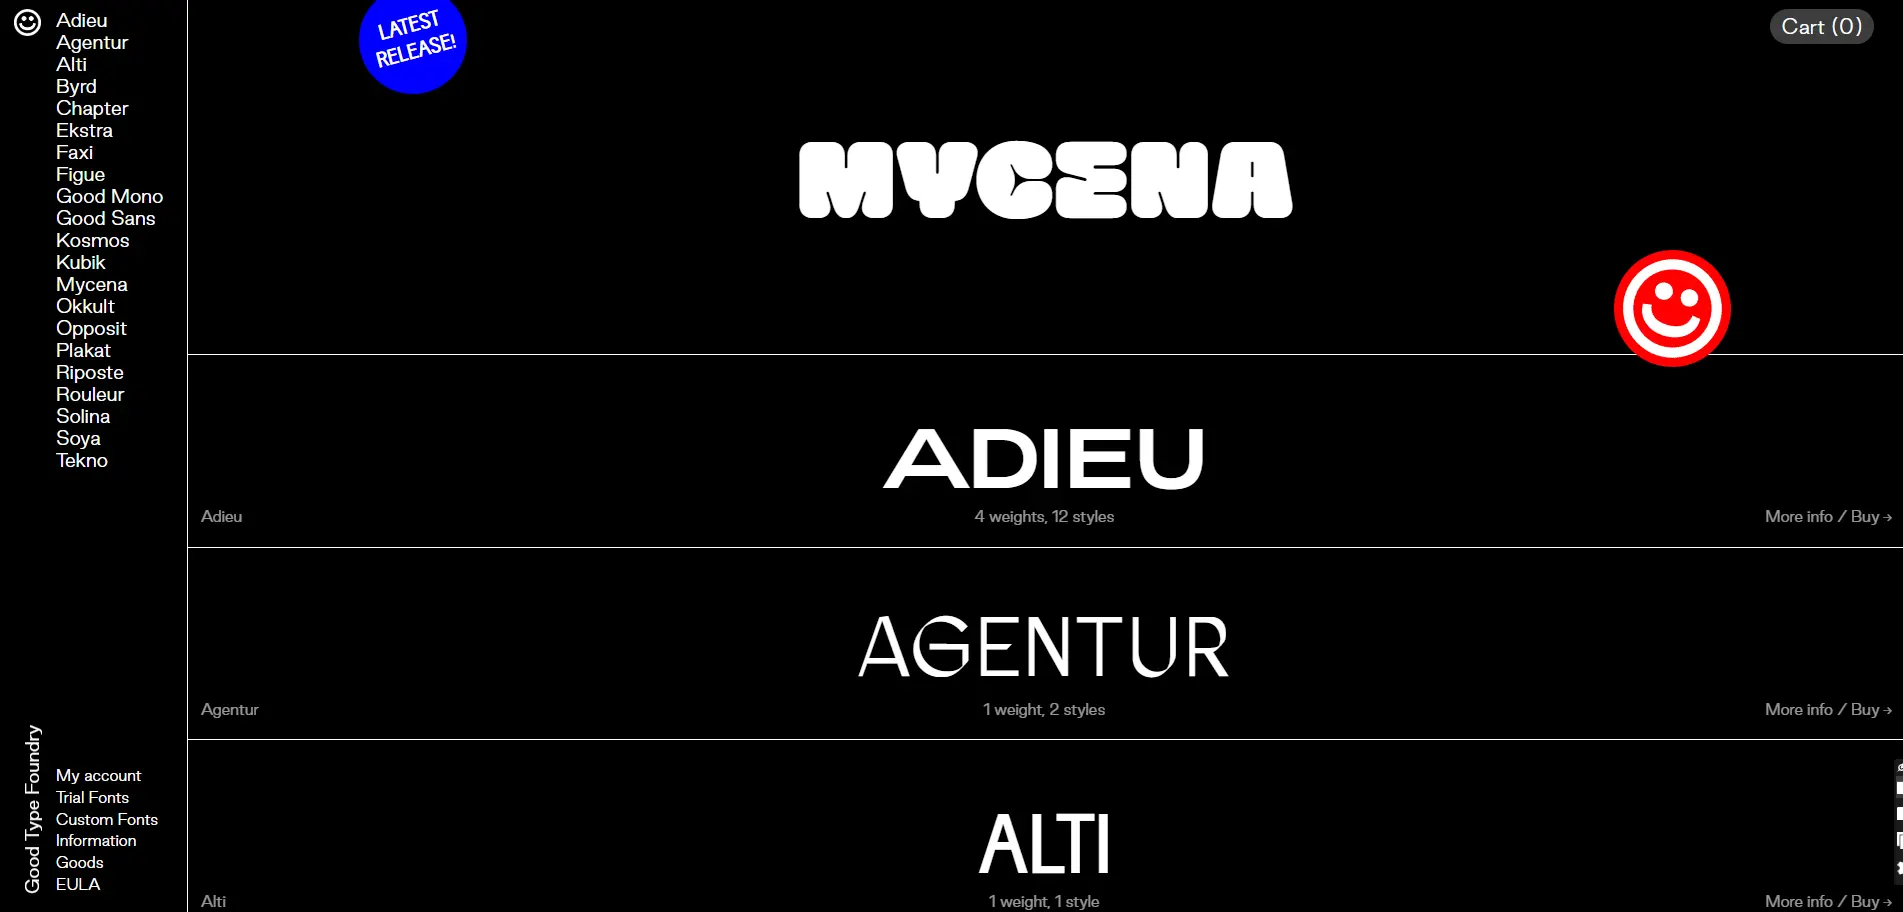 Adieu
Agentur
Alti
Byrd
Chapter
Ekstra
Faxi
Figue
Good Mono
Good Sans
Kosmos
Kubik
Mycena
Okkult
Opposit
Plakat
Riposte
Rouleur
Solina
Soya
Tekno
Good Type Foundry
My account
Trial Fonts
Custom Fonts
Information
Goods
EULA
LATEST
RELEASE!
Cart (0)
MYCENA
ADIEU
Adieu 4 weights, 12 styles More info / Buy →
AGENTUR
Agentur 1 weight, 2 styles More info / Buy →
ALTI
Alti 1 weight, 1 style More info / Buy →